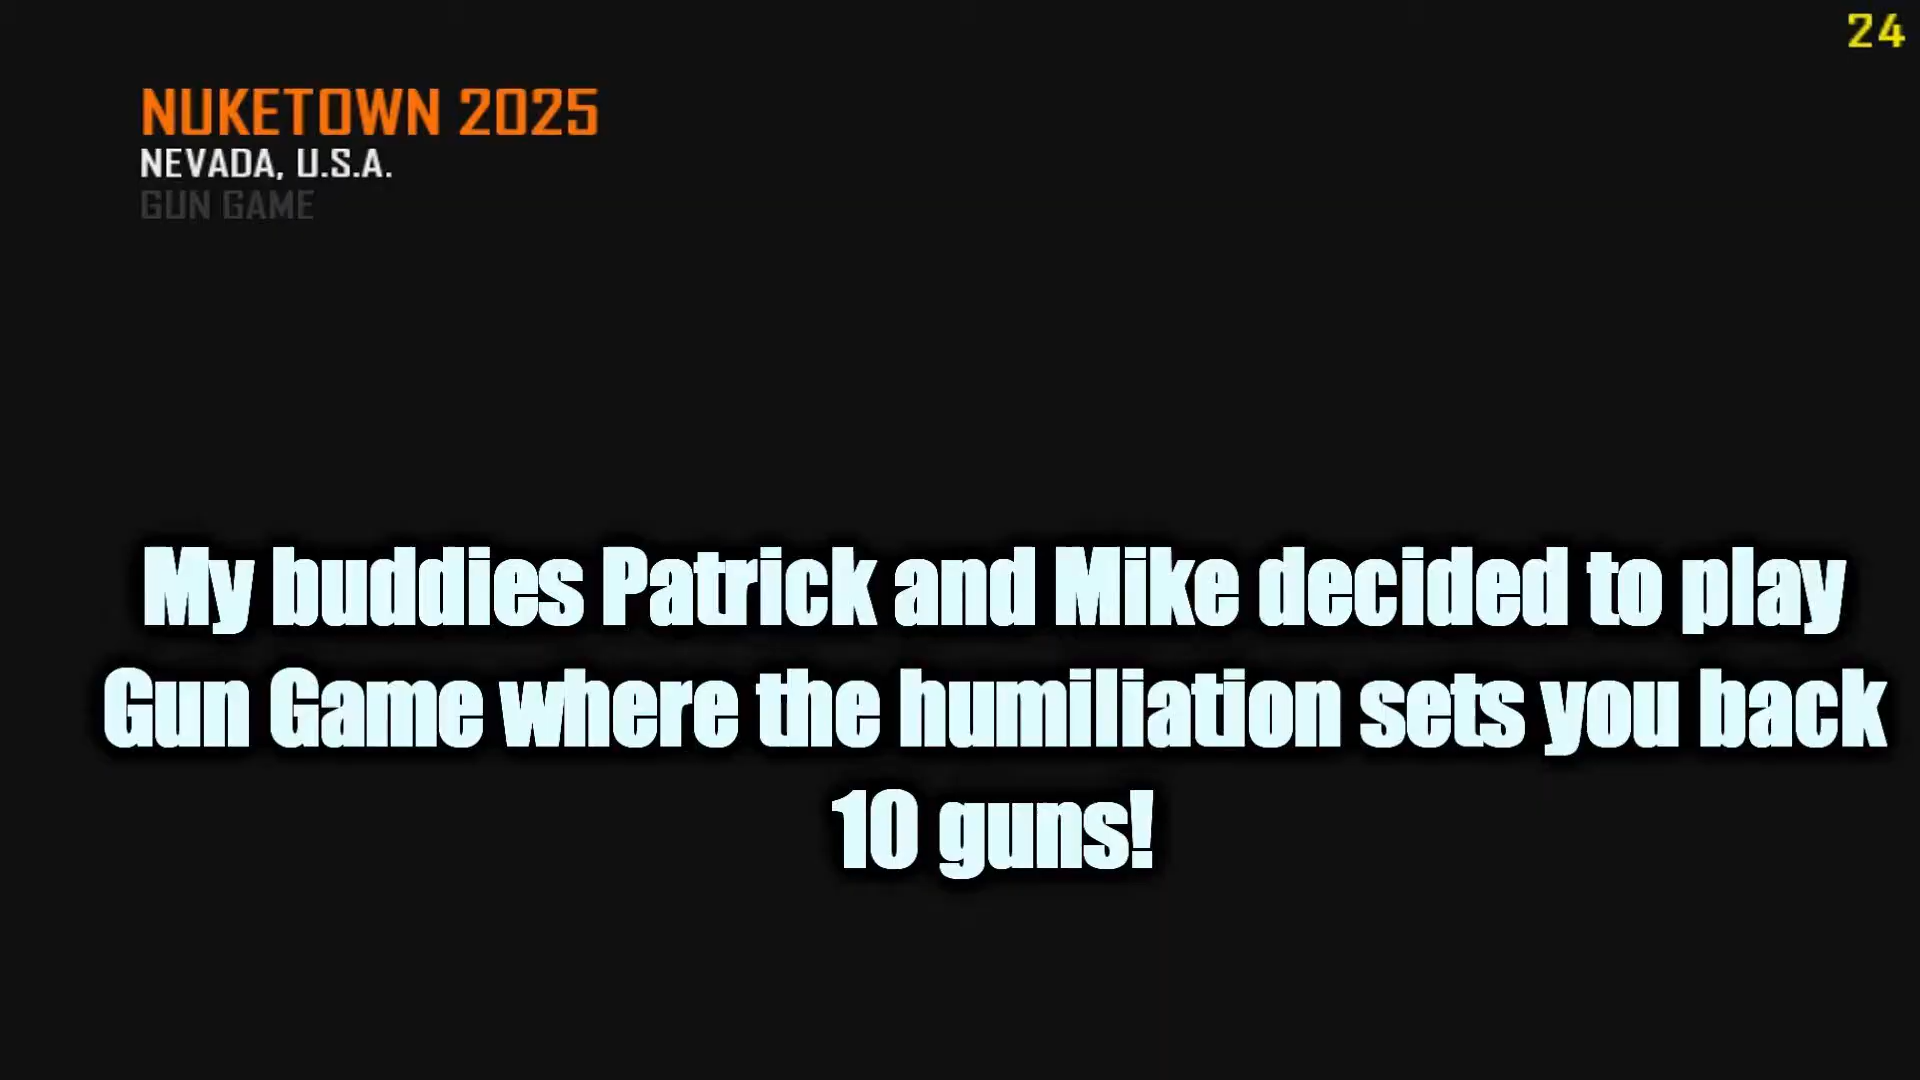 24
NUKETOWN 2025
NEVADA, U.S.A.
GUN GAME
My buddies Patrick and Mike decided to play
Gun Game where the humiliation sets you back
10 guns!